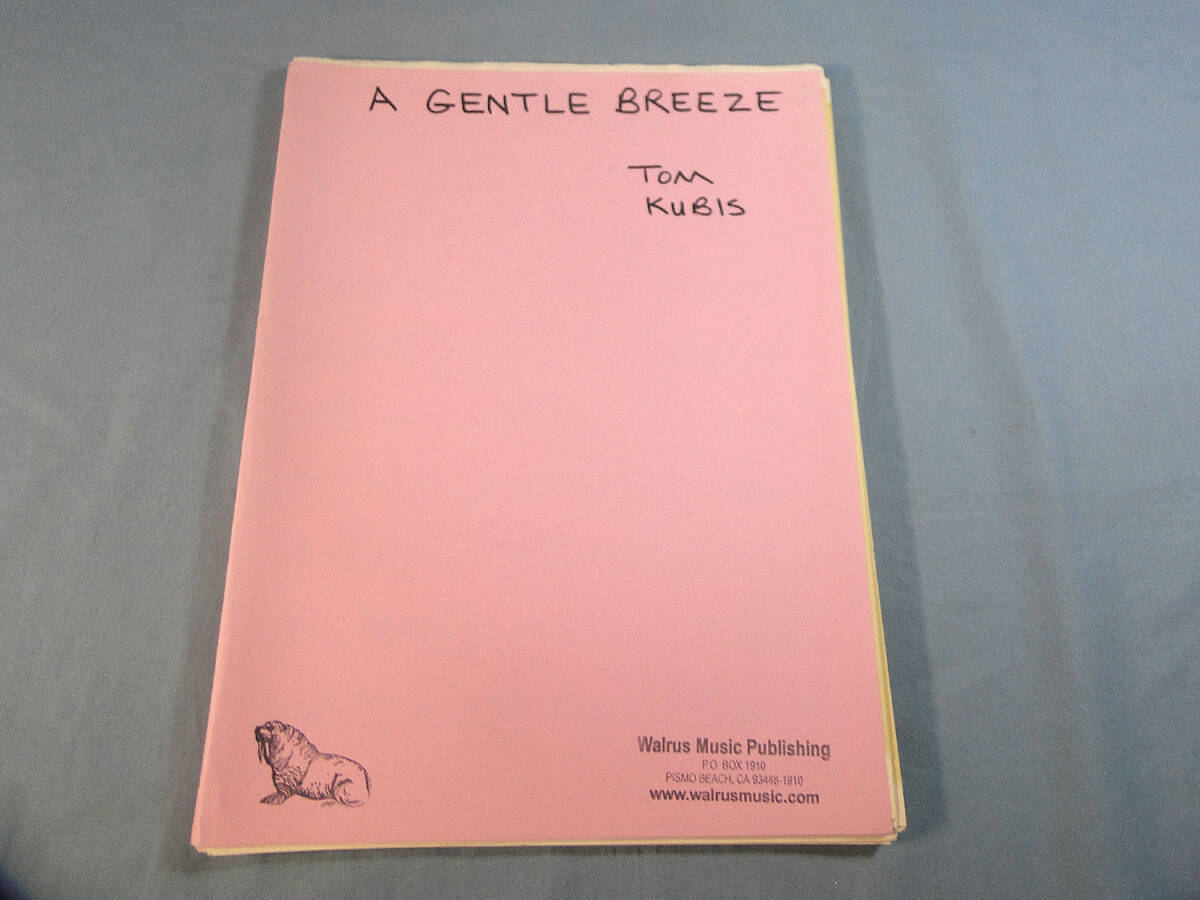 A GENTLE BREEZE
TOM
KUBIS
Walrus Music Publishing
P.O. BOX 1910
PISMO BEACH, CA 93448-1910
www.walrusmusic.com